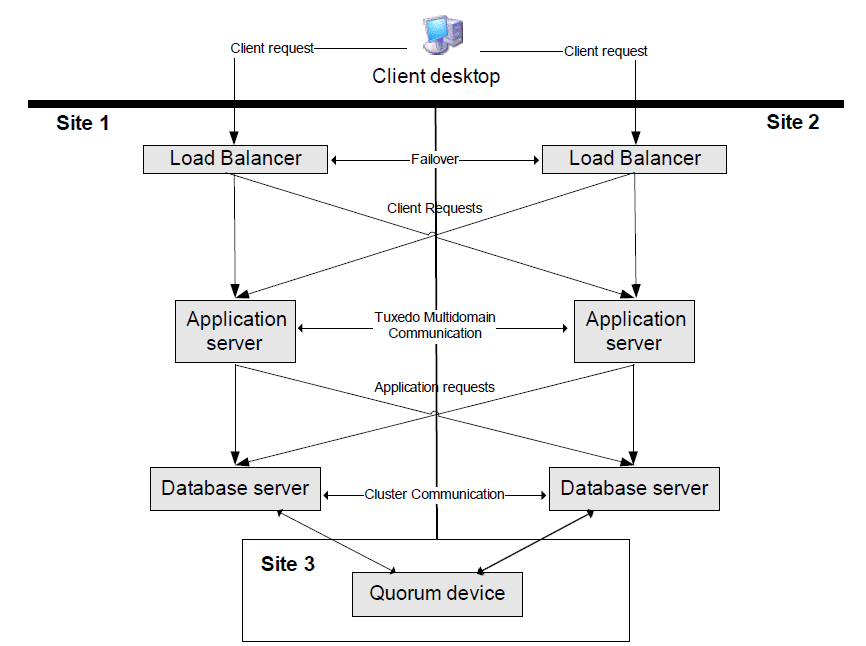 Client request
Client request
Client desktop
Site 1
Site 2
Load Balancer
Failover
Load Balancer
Client Requests
Application
server
Tuxedo Multidomain
Communication
Application
server
Application requests
Database server
Cluster Communication
Database server
Site 3
Quorum device